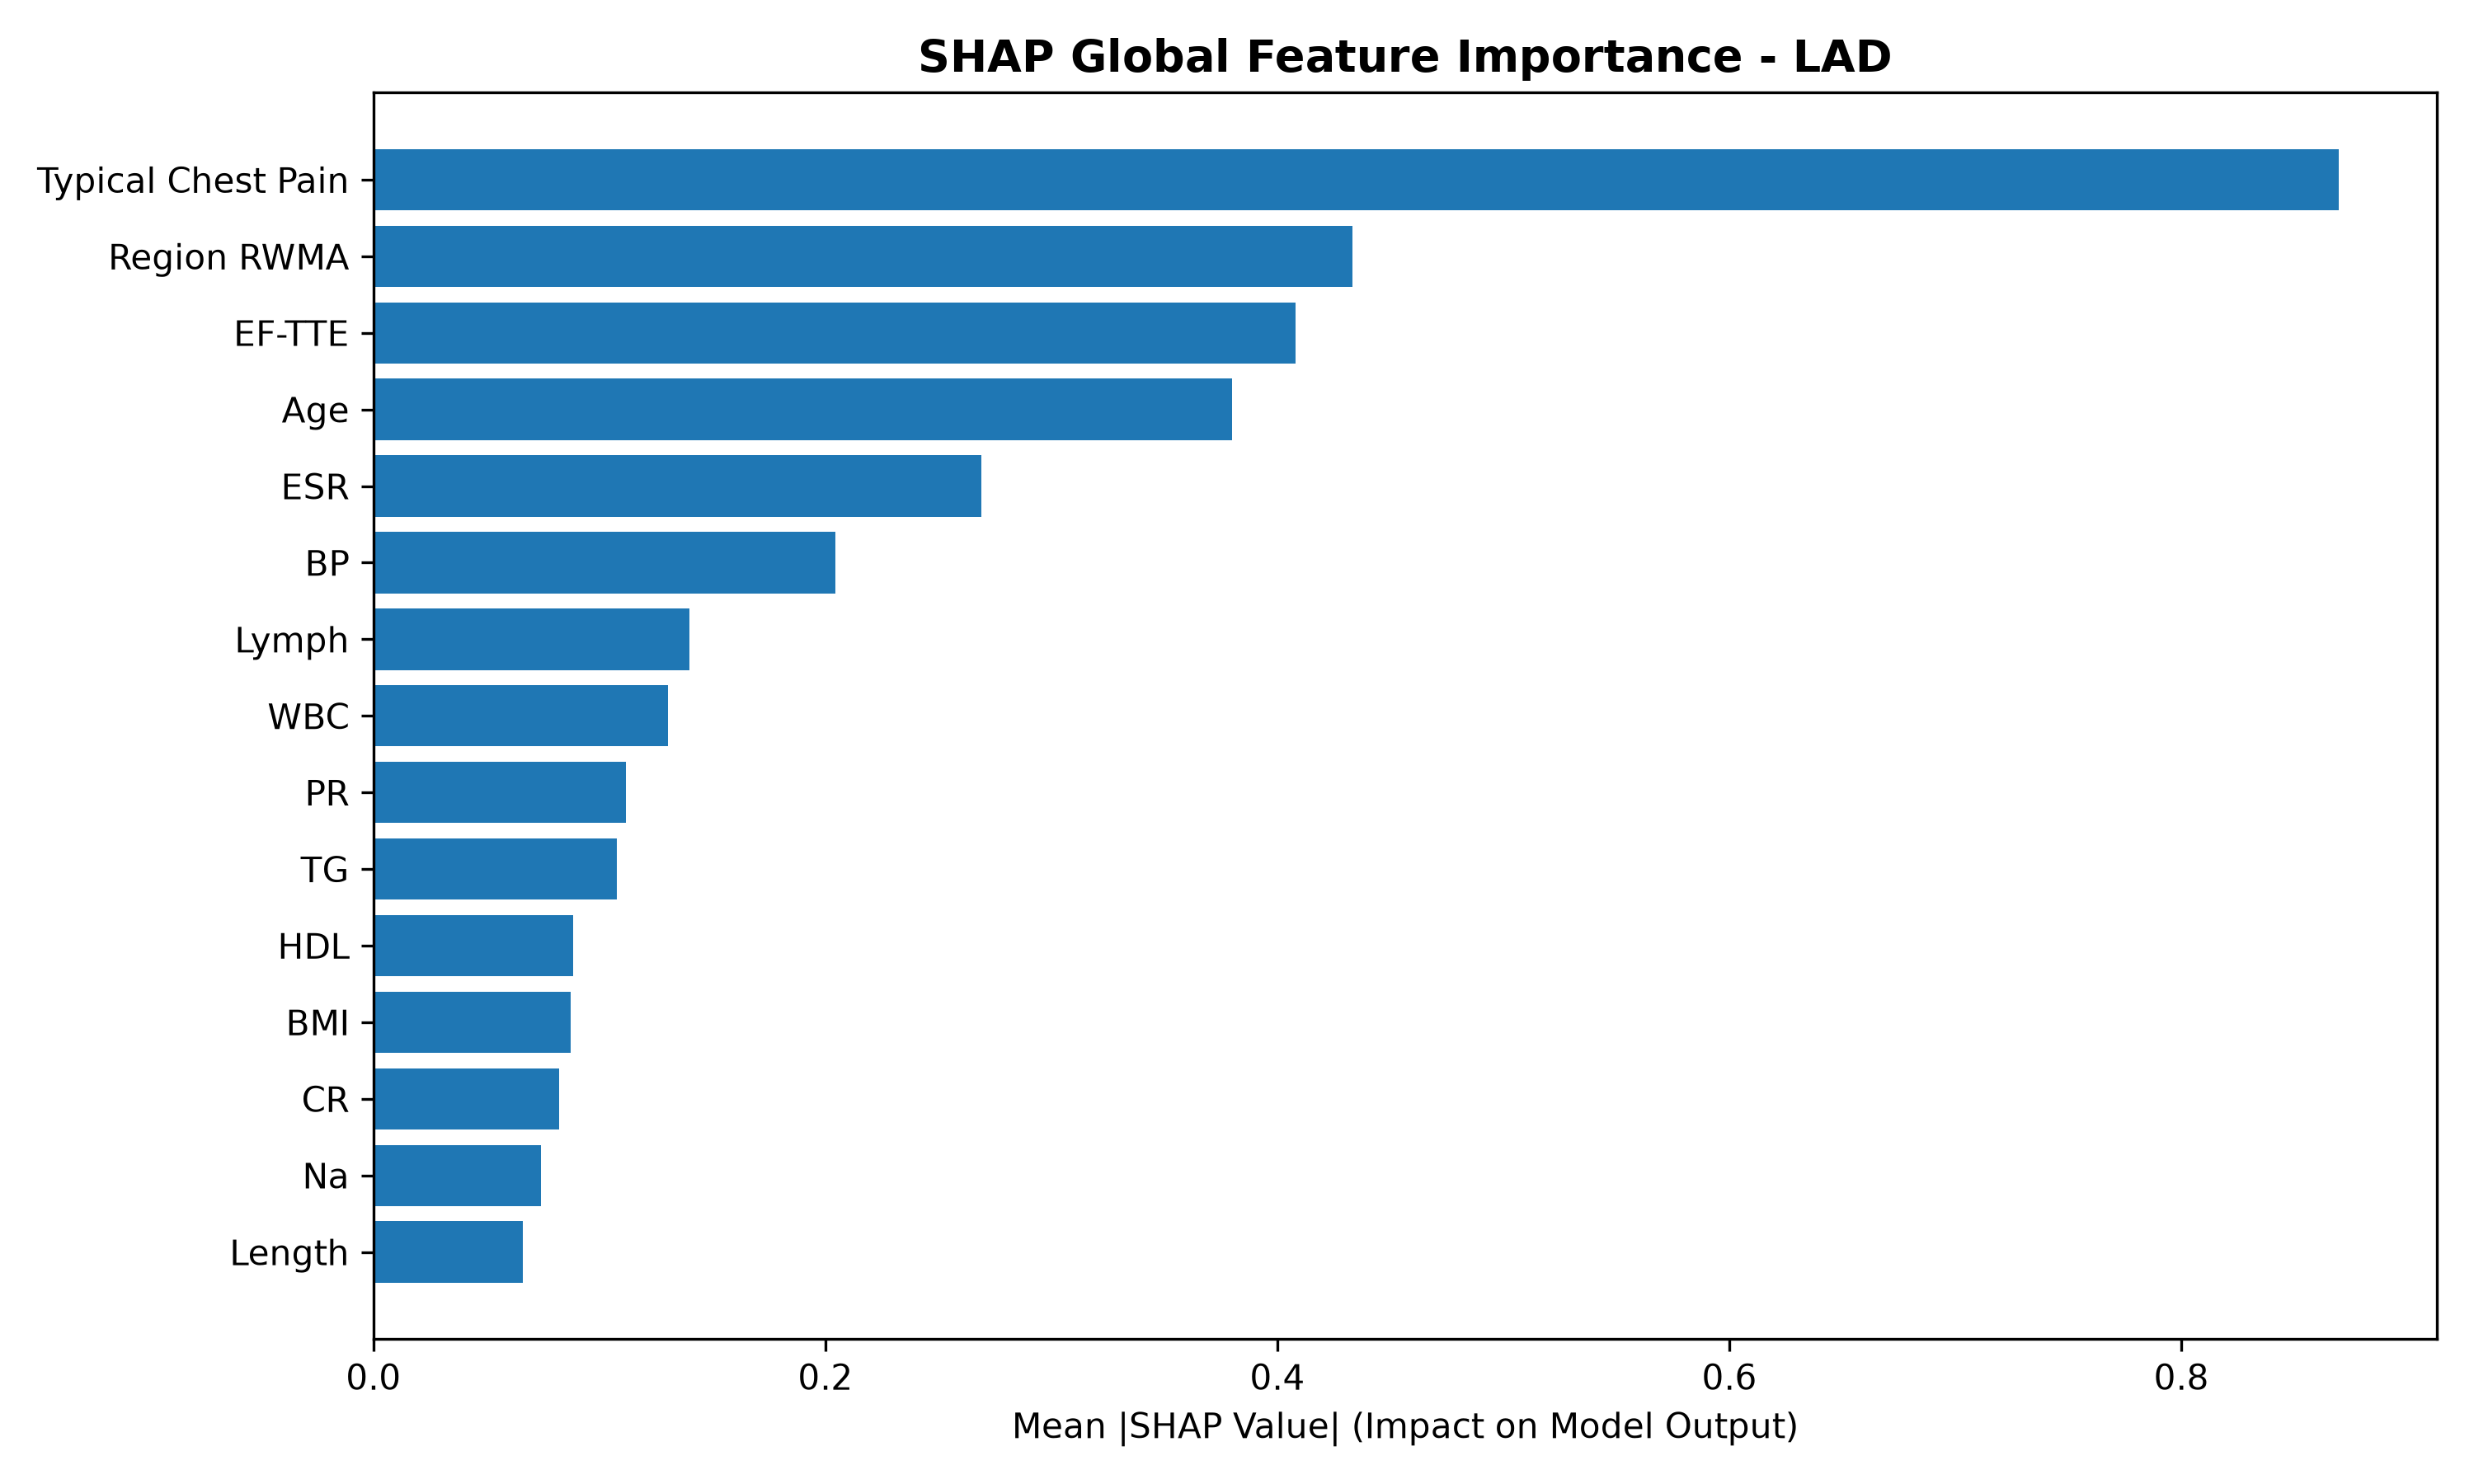 SHAP Global Feature Importance - LAD
Typical Chest Pain
Region RWMA
EF-TTE
Age
ESR
BP
Lymph
WBC
PR
TG
HDL
BMI
CR
Na
Length
0.0 0.2 0.4 0.6 0.8
Mean |SHAP Value| (Impact on Model Output)